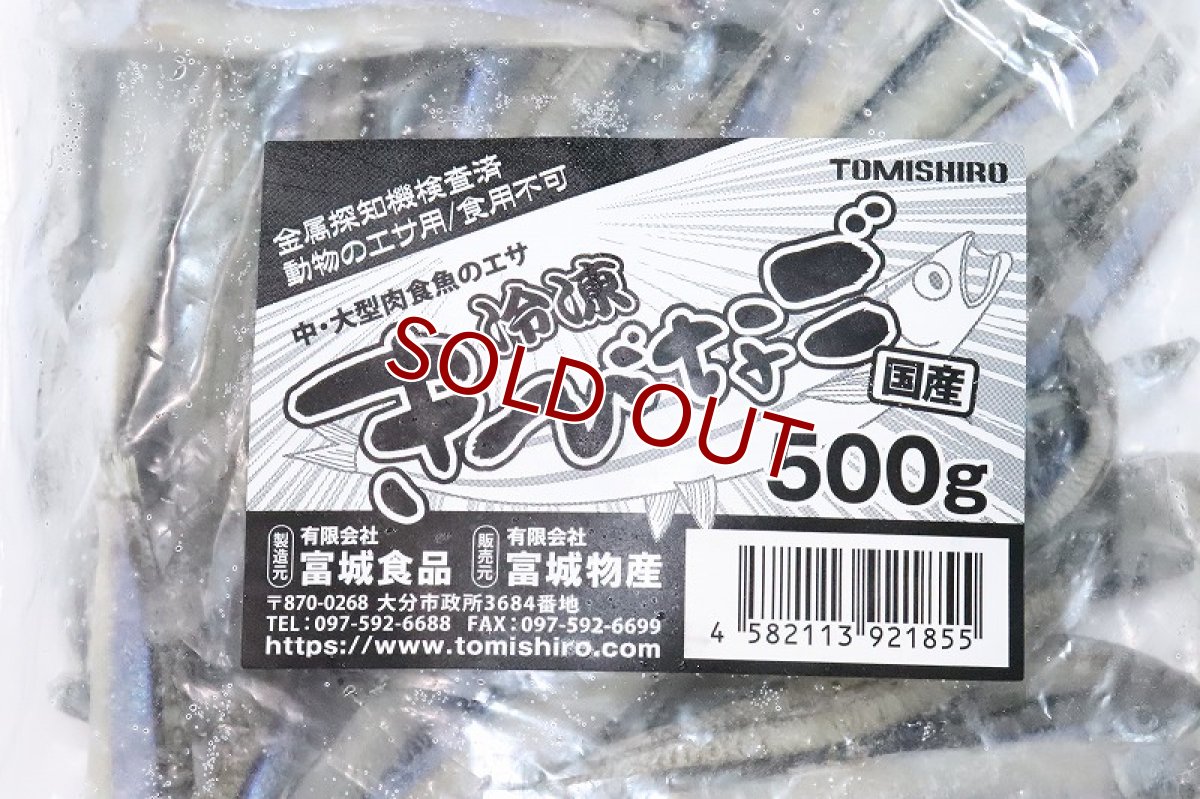 金属探知機検査済
動物のエサ用/食用不可
TOMISHIRO
中・大型肉食魚のエサ
冷凍
きびなご
国産
500g
SOLD OUT
製造元
有限会社
富城食品
販売元
有限会社
富城物産
〒870-0268 大分市政所3684番地
TEL:097-592-6688 FAX:097-592-6699
https://www.tomishiro.com
4 582113 921855